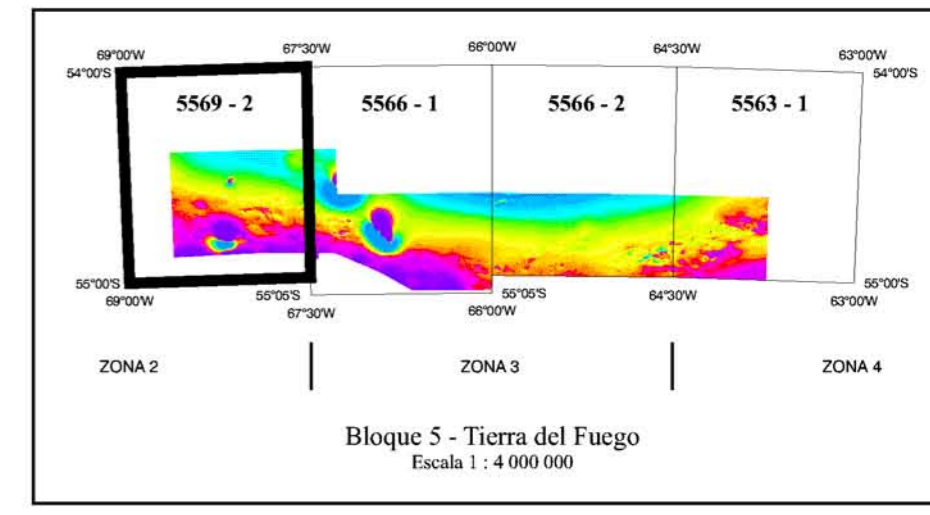 69°00'W 67°30'W 66°00'W 64°30'W 63°00'W
54°00'S 54°00'S
5569 - 2 5566 - 1 5566 - 2 5563 - 1
55°00'S 55°00'S
69°00'W 55°05'S 67°30'W 66°00'W 55°05'S 64°30'W 63°00'W
ZONA 2 ZONA 3 ZONA 4
Bloque 5 - Tierra del Fuego
Escala 1 : 4 000 000